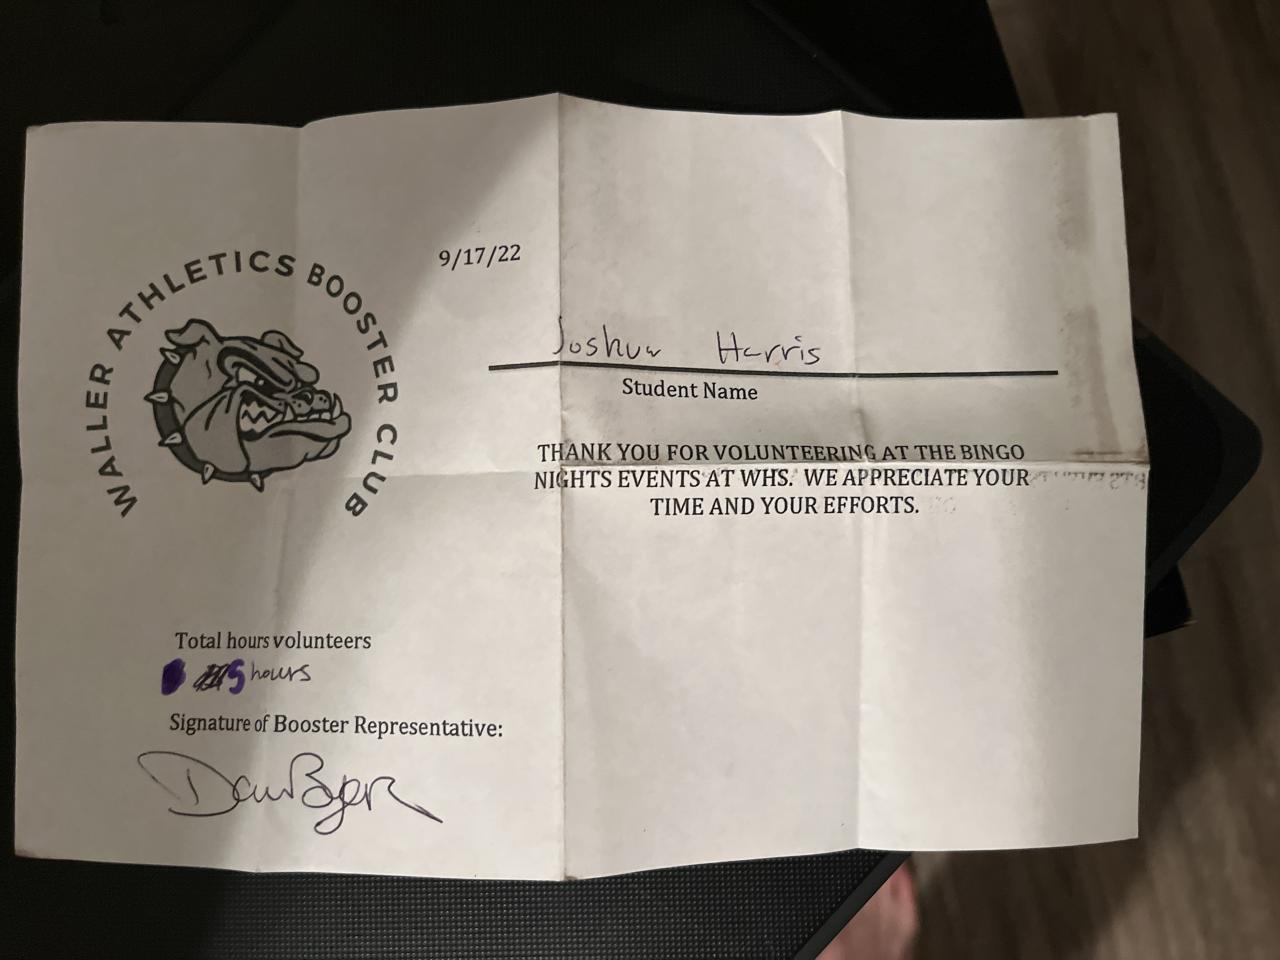 WALLER ATHLETICS BOOSTER CLUB
9/17/22
Joshua Harris
Student Name
THANK YOU FOR VOLUNTEERING AT THE BINGO
NIGHTS EVENTS AT WHS. WE APPRECIATE YOUR
TIME AND YOUR EFFORTS.
Total hours volunteers
5 hours
Signature of Booster Representative: